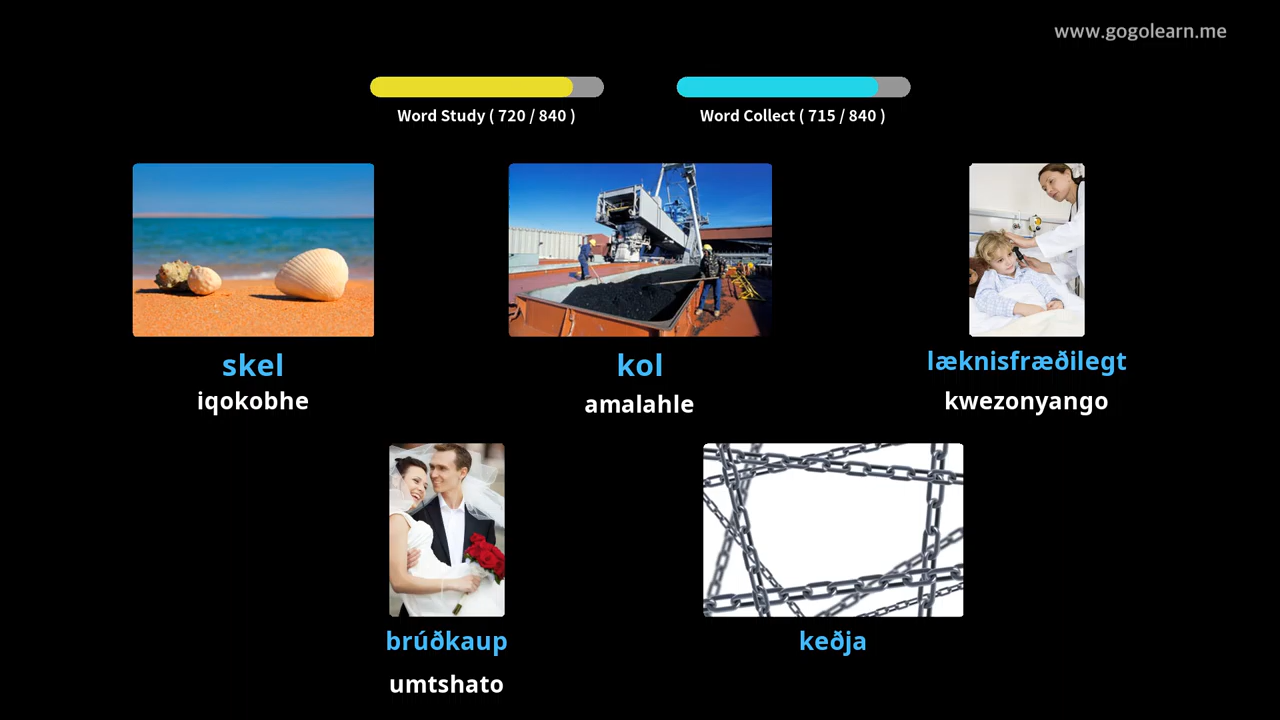 www.gogolearn.me
Word Study ( 720 / 840 )
Word Collect ( 715 / 840 )
skel
kol
læknisfræðilegt
iqokobhe
amalahle
kwezonyango
brúðkaup
keðja
umtshato